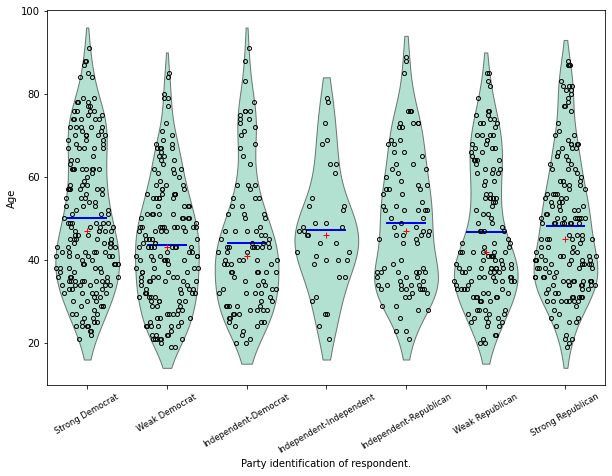 100
80
60
40
20
Age
Strong Democrat
Weak Democrat
Independent-Democrat
Independent-Independent
Independent-Republican
Weak Republican
Strong Republican
Party identification of respondent.